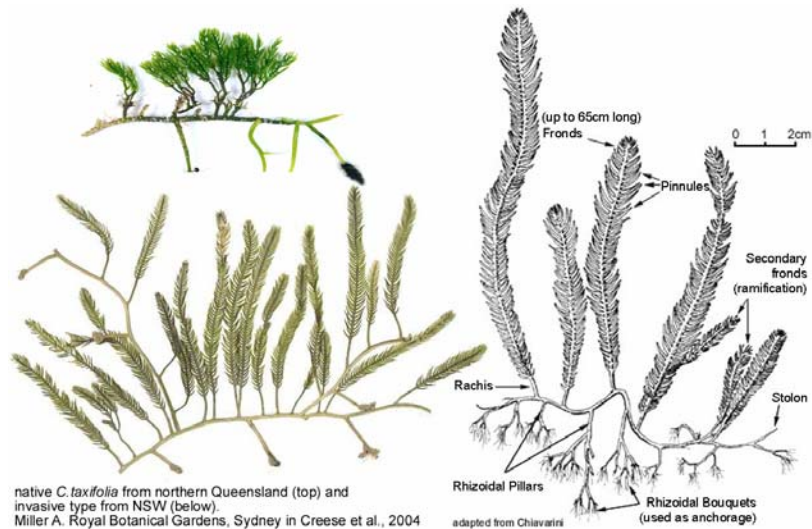 (up to 65cm long)
Fronds
0 1 2cm
Pinnules
Secondary
fronds
(ramification)
Rachis
Stolon
Rhizoidal Pillars
Rhizoidal Bouquets
(used as anchorage)
native C.taxifolia from northern Queensland (top) and
invasive type from NSW (below).
Miller A. Royal Botanical Gardens, Sydney in Creese et al., 2004
adapted from Chiavarini